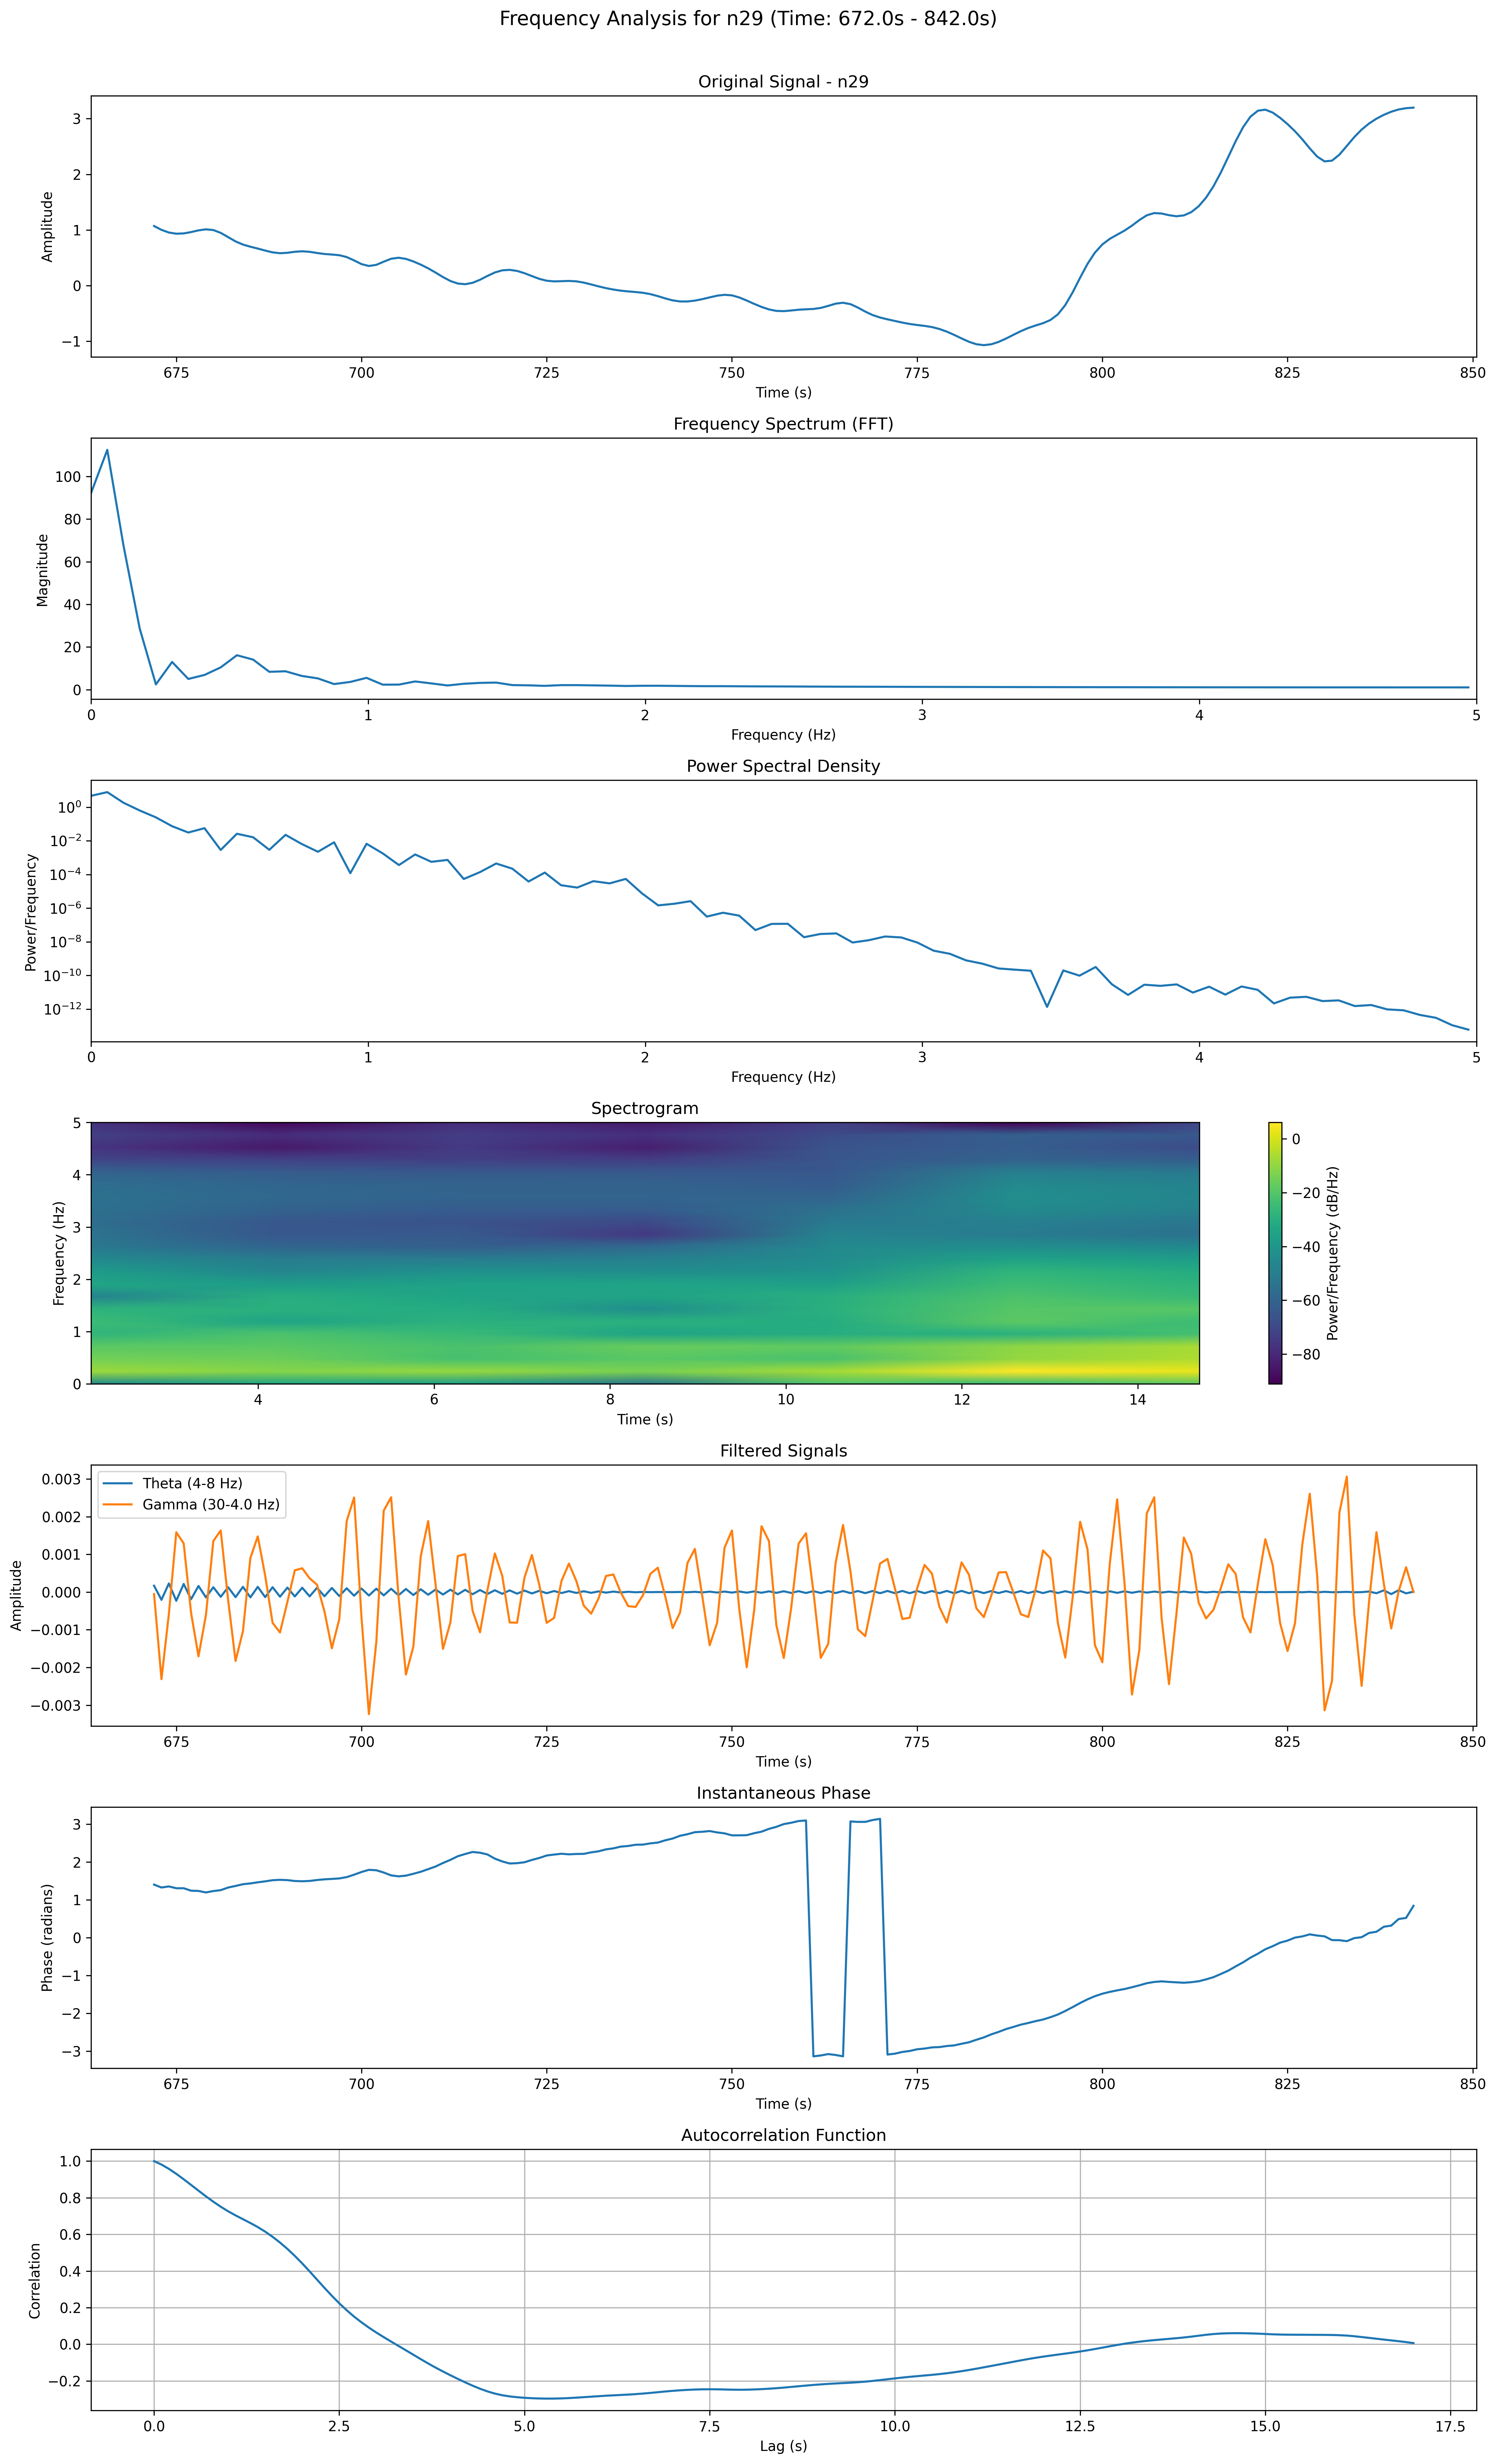 Frequency Analysis for n29 (Time: 672.0s - 842.0s)
Original Signal - n29
Amplitude
3
2
1
0
−1
675 700 725 750 775 800 825 850
Time (s)
Frequency Spectrum (FFT)
Magnitude
100
80
60
40
20
0
0 1 2 3 4 5
Frequency (Hz)
Power Spectral Density
Power/Frequency
10⁰
10⁻²
10⁻⁴
10⁻⁶
10⁻⁸
10⁻¹⁰
10⁻¹²
0 1 2 3 4 5
Frequency (Hz)
Spectrogram
Frequency (Hz)
5
4
3
2
1
0
4 6 8 10 12 14
Time (s)
0
−20
−40
−60
−80
Power/Frequency (dB/Hz)
Filtered Signals
Theta (4-8 Hz)
Gamma (30-4.0 Hz)
Amplitude
0.003
0.002
0.001
0.000
−0.001
−0.002
−0.003
675 700 725 750 775 800 825 850
Time (s)
Instantaneous Phase
Phase (radians)
3
2
1
0
−1
−2
−3
675 700 725 750 775 800 825 850
Time (s)
Autocorrelation Function
Correlation
1.0
0.8
0.6
0.4
0.2
0.0
−0.2
0.0 2.5 5.0 7.5 10.0 12.5 15.0 17.5
Lag (s)